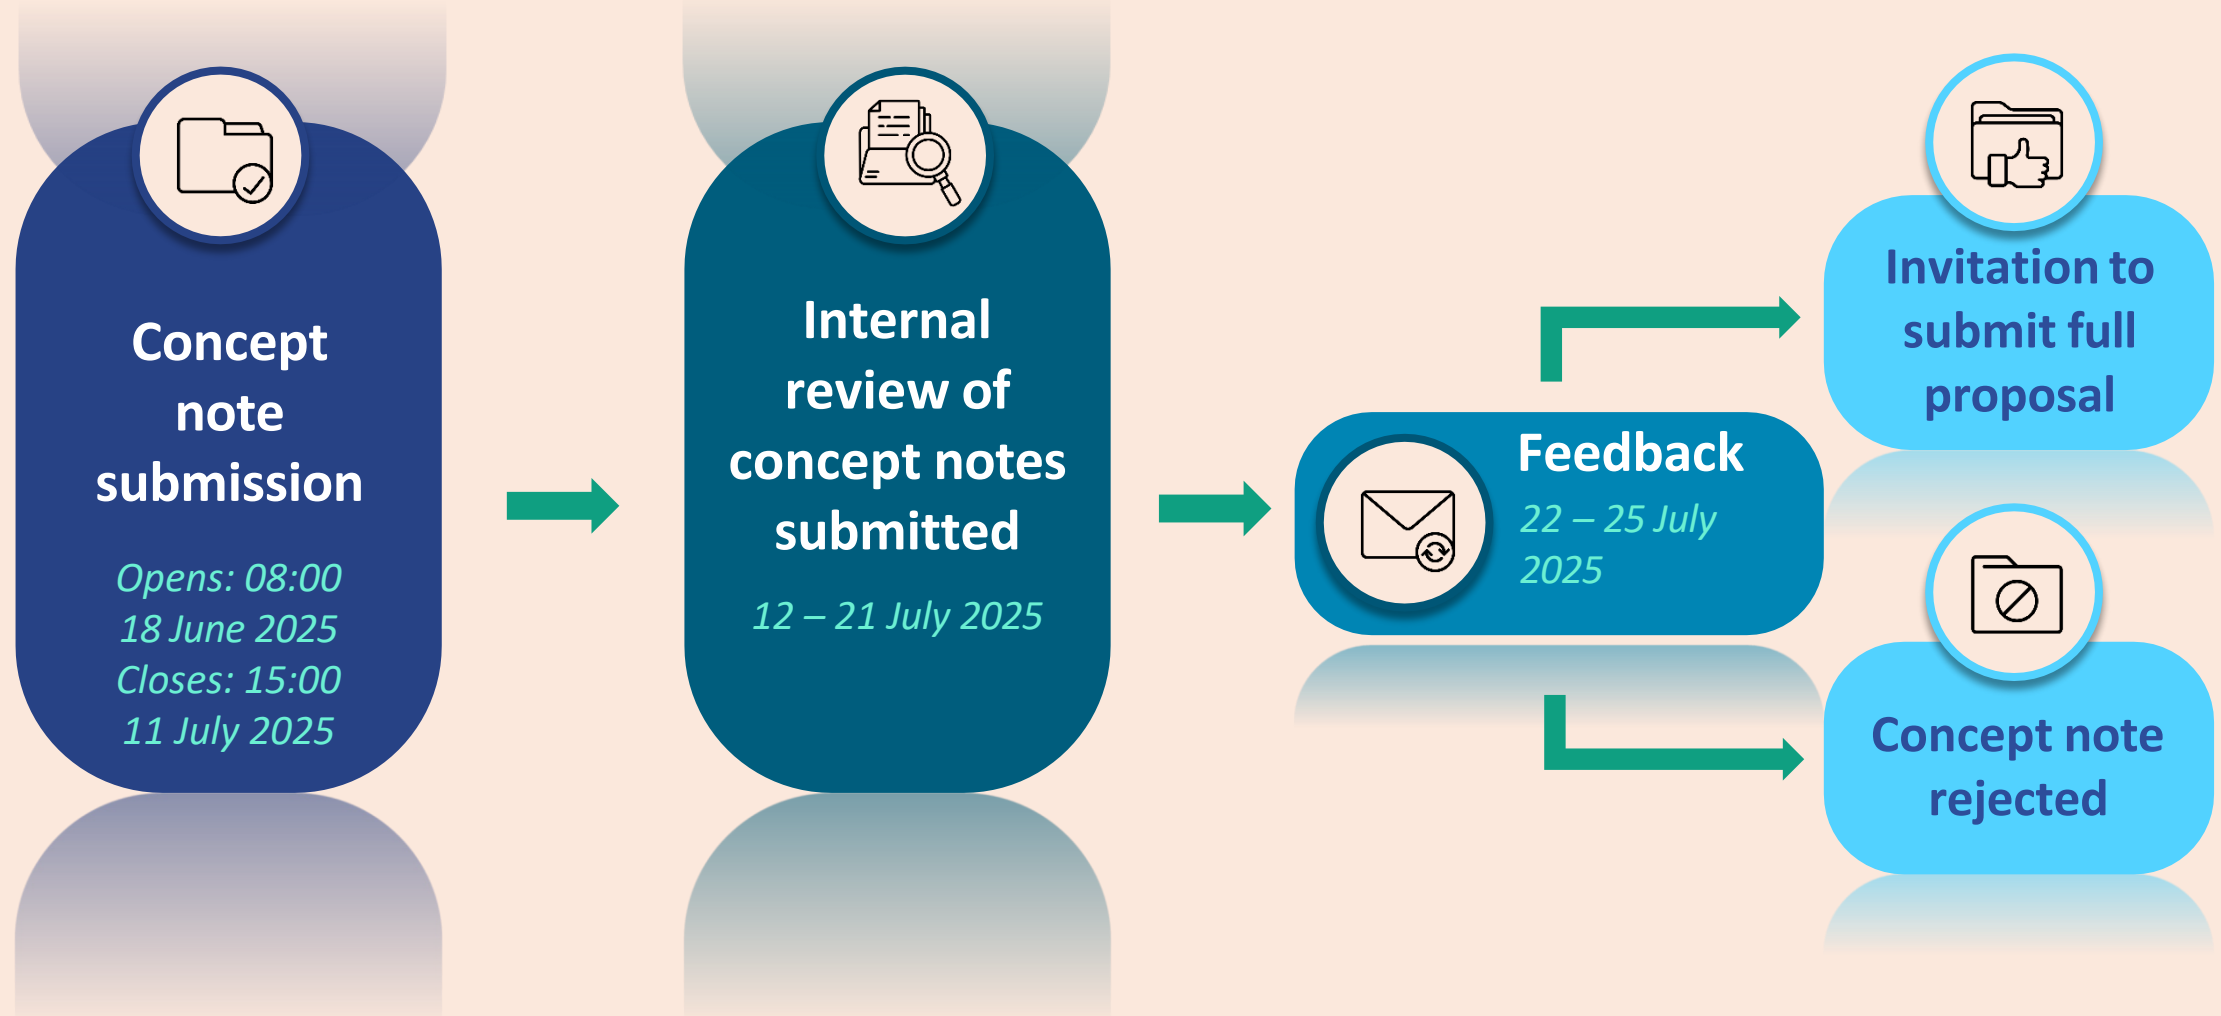 Concept
note
submission
Opens: 08:00
18 June 2025
Closes: 15:00
11 July 2025
Internal
review of
concept notes
submitted
12 – 21 July 2025
Feedback
22 – 25 July
2025
Invitation to
submit full
proposal
Concept note
rejected